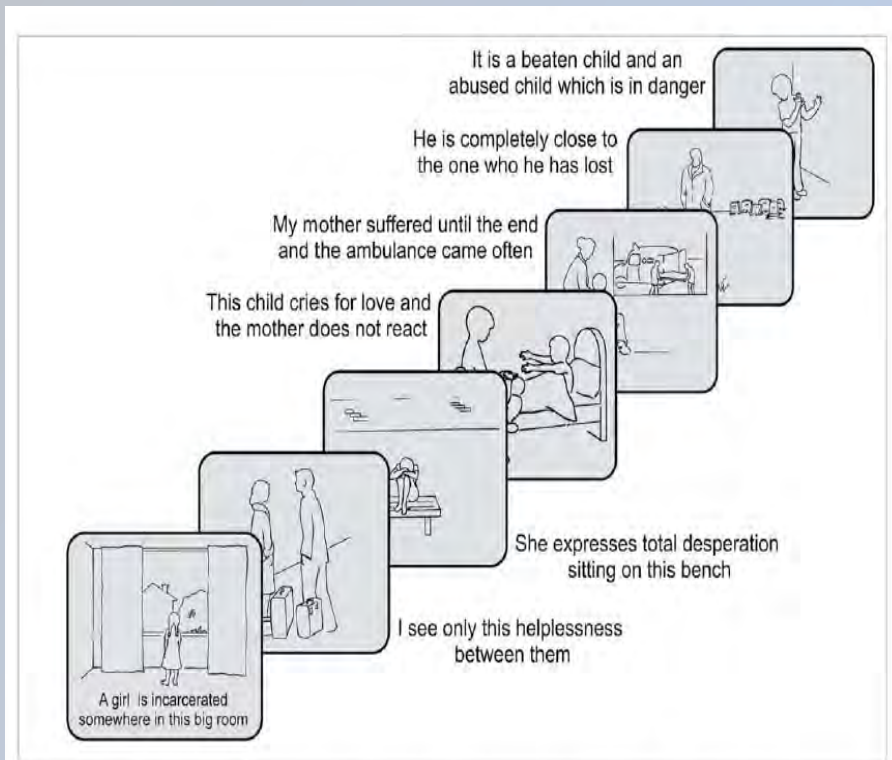 It is a beaten child and an
abused child which is in danger
He is completely close to
the one who he has lost
My mother suffered until the end
and the ambulance came often
This child cries for love and
the mother does not react
She expresses total desperation
sitting on this bench
I see only this helplessness
between them
A girl is incarcerated
somewhere in this big room